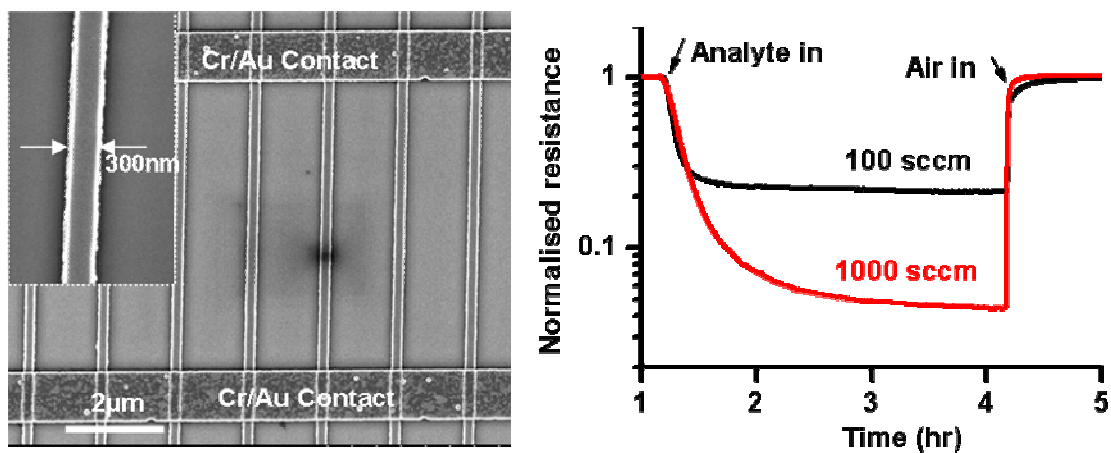 Cr/Au Contact
300nm
Cr/Au Contact
2μm
Normalised resistance
1
0.1
Analyte in
Air in
100 sccm
1000 sccm
1 2 3 4 5
Time (hr)